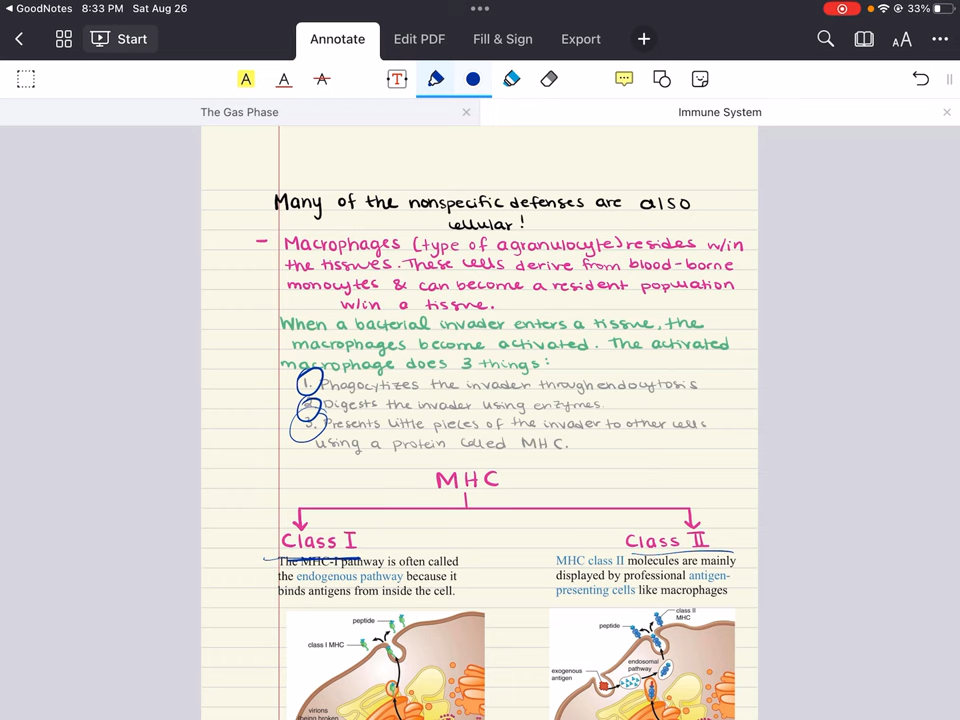 GoodNotes 8:33 PM Sat Aug 26 33%
Start Annotate Edit PDF Fill & Sign Export
A A A T AA
The Gas Phase Immune System
Many of the nonspecific defenses are also
cellular!
- Macrophages (type of agranulocyte) resides w/in
the tissues. These cells derive from blood-borne
monocytes & can become a resident population
w/in a tissue.
When a bacterial invader enters a tissue, the
macrophages become activated. The activated
macrophage does 3 things:
1. Phagocytizes the invader through endocytosis
2. Digests the invader using enzymes.
3. Presents little pieces of the invader to other cells
using a protein called MHC.
MHC
Class I
Class II
The MHC-I pathway is often called
the endogenous pathway because it
binds antigens from inside the cell.
MHC class II molecules are mainly
displayed by professional antigen-
presenting cells like macrophages
peptide
class I MHC
virions
being broken
class II
MHC
peptide
endosomal
pathway
exogenous
antigen